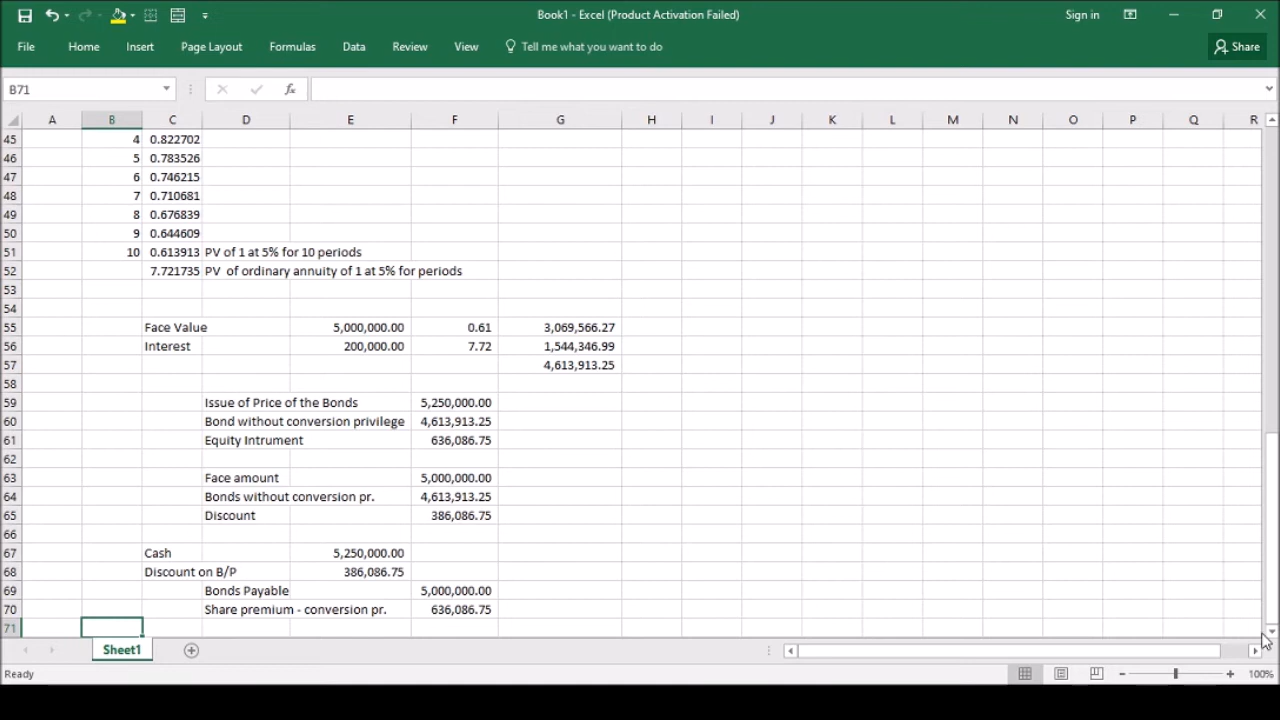 Book1 - Excel (Product Activation Failed)
Sign in
File Home Insert Page Layout Formulas Data Review View Tell me what you want to do
Share
B71
fx
A B C D E F G H I J K L M N O P Q R
45 4 0.822702
46 5 0.783526
47 6 0.746215
48 7 0.710681
49 8 0.676839
50 9 0.644609
51 10 0.613913 PV of 1 at 5% for 10 periods
52 7.721735 PV of ordinary annuity of 1 at 5% for periods
53
54
55 Face Value 5,000,000.00 0.61 3,069,566.27
56 Interest 200,000.00 7.72 1,544,346.99
57 4,613,913.25
58
59 Issue of Price of the Bonds 5,250,000.00
60 Bond without conversion privilege 4,613,913.25
61 Equity Intrument 636,086.75
62
63 Face amount 5,000,000.00
64 Bonds without conversion pr. 4,613,913.25
65 Discount 386,086.75
66
67 Cash 5,250,000.00
68 Discount on B/P 386,086.75
69 Bonds Payable 5,000,000.00
70 Share premium - conversion pr. 636,086.75
71
Sheet1
Ready
100%